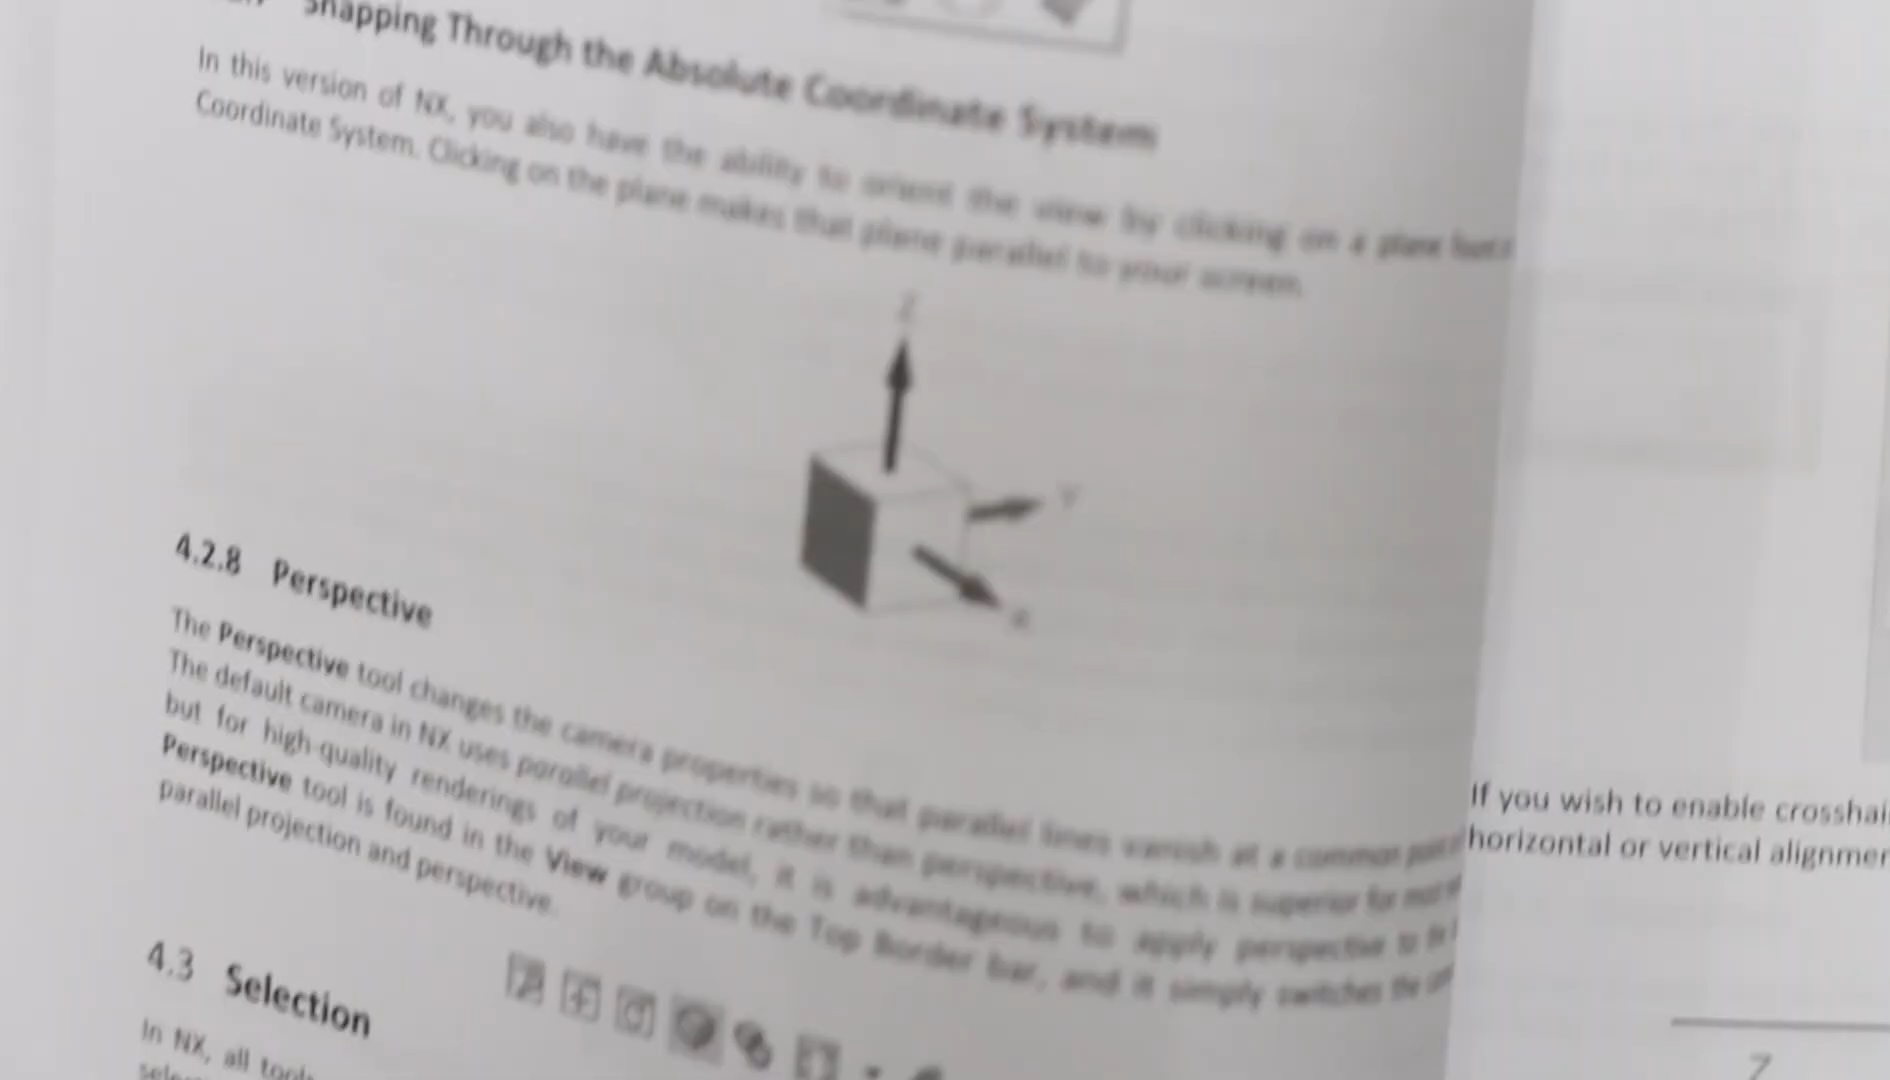 Snapping Through the Absolute Coordinate System
In this version of NX, you also have the ability to orient the view by clicking on a plane
Coordinate System. Clicking on the plane makes that plane parallel to your screen.
Z
Y
X
4.2.8 Perspective
The Perspective tool changes the camera properties so that parallel lines vanish at a common
The default camera in NX uses parallel projection rather than perspective, which is superior for
but for high-quality renderings of your model, it is advantageous to apply perspective to
Perspective tool is found in the View group on the Top Border bar, and it simply switches the
parallel projection and perspective.
4.3 Selection
In NX, all tools
If you wish to enable crosshai
horizontal or vertical alignmen